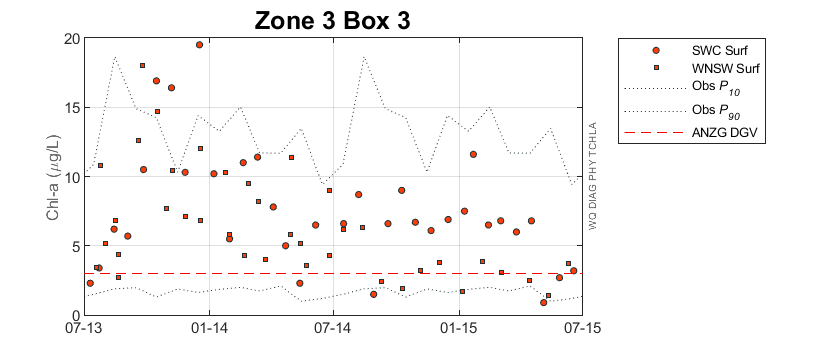 Zone 3 Box 3
20
15
10
5
0
Chl-a (μg/L)
07-13
01-14
07-14
01-15
07-15
WQ DIAG PHY TCHLA
SWC Surf
WNSW Surf
Obs P10
Obs P90
ANZG DGV